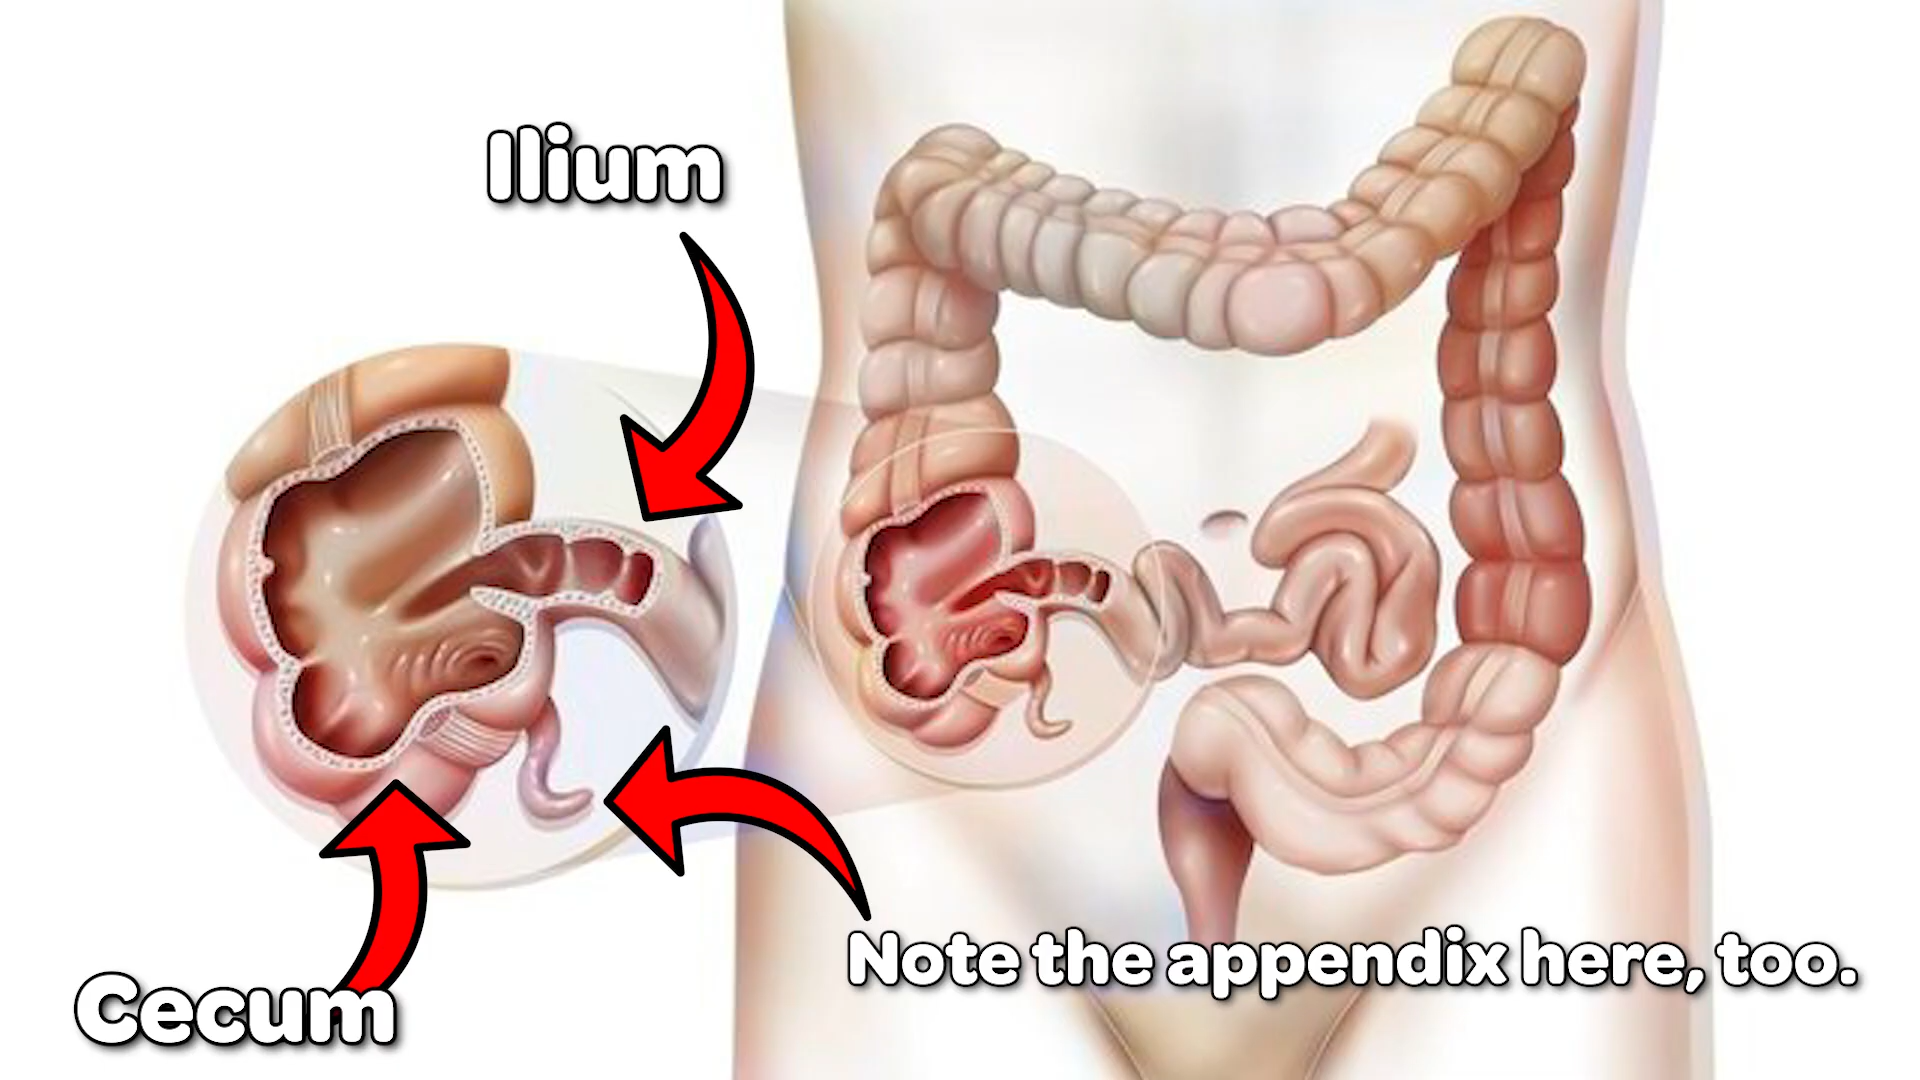 Ilium
Cecum
Note the appendix here, too.